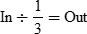 In ÷ 1/3 = Out